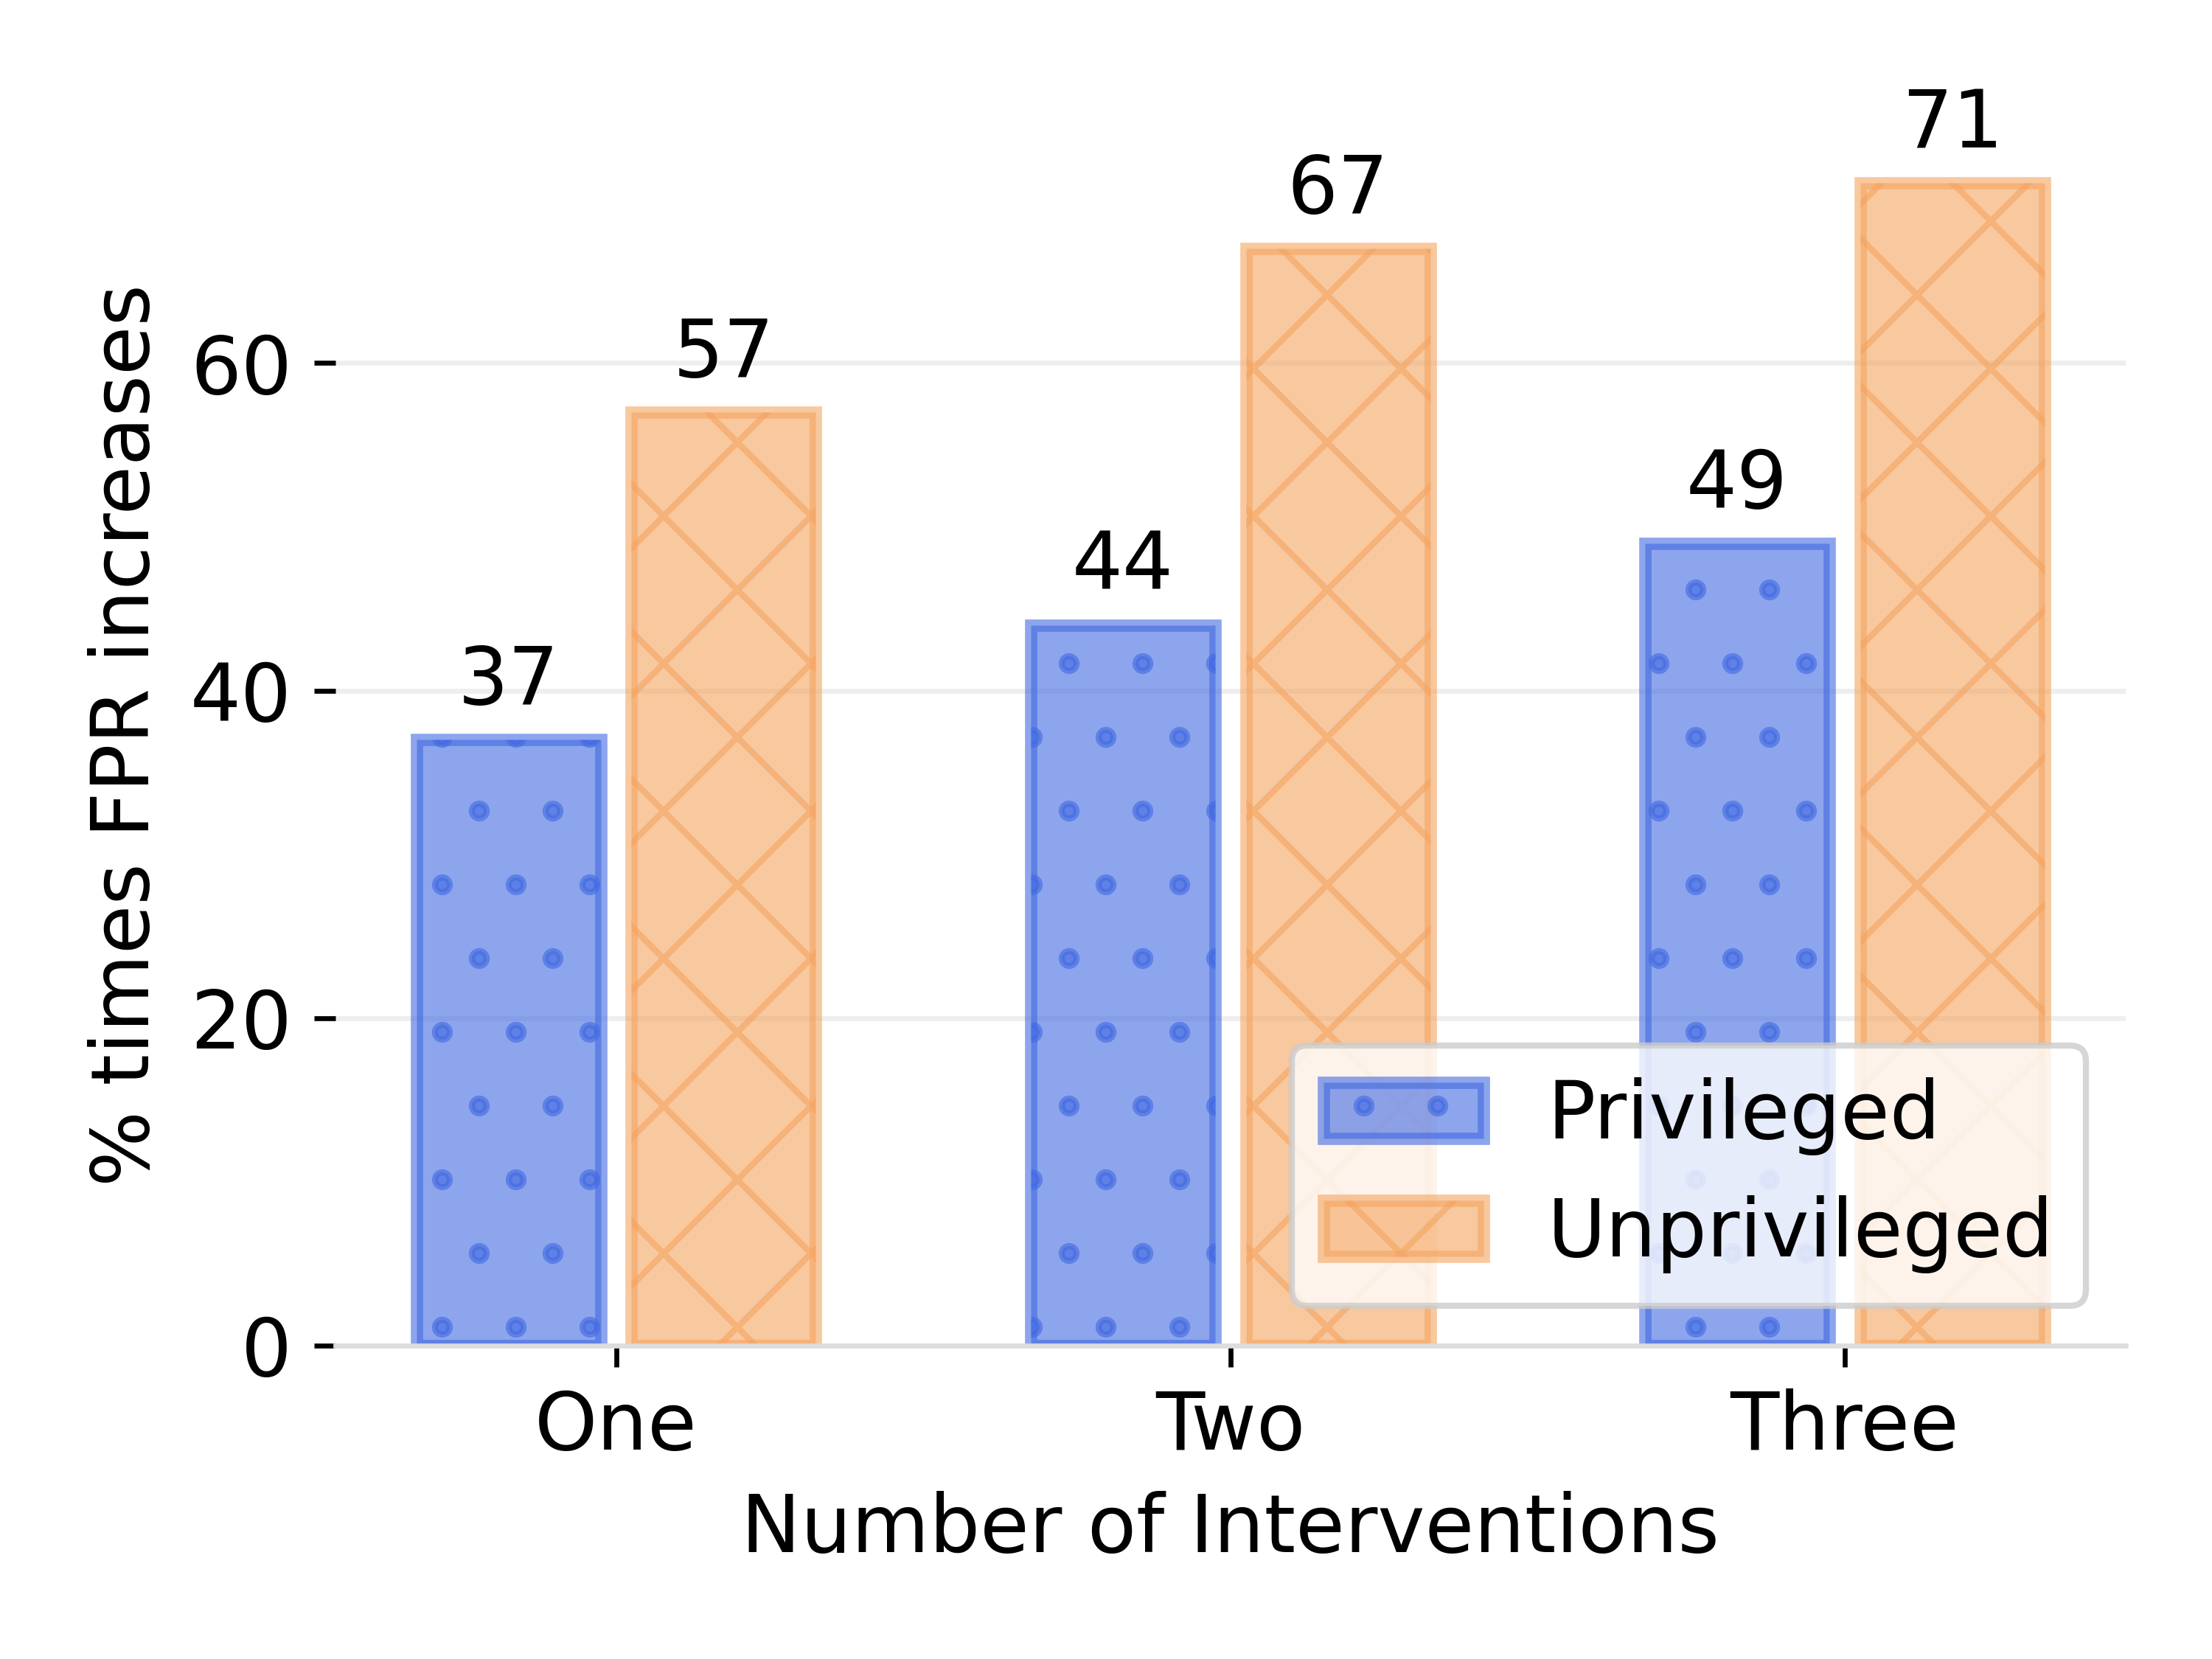 71
67
57
49
44
37
% times FPR increases
60
40
20
0
Privileged
Unprivileged
One
Two
Three
Number of Interventions